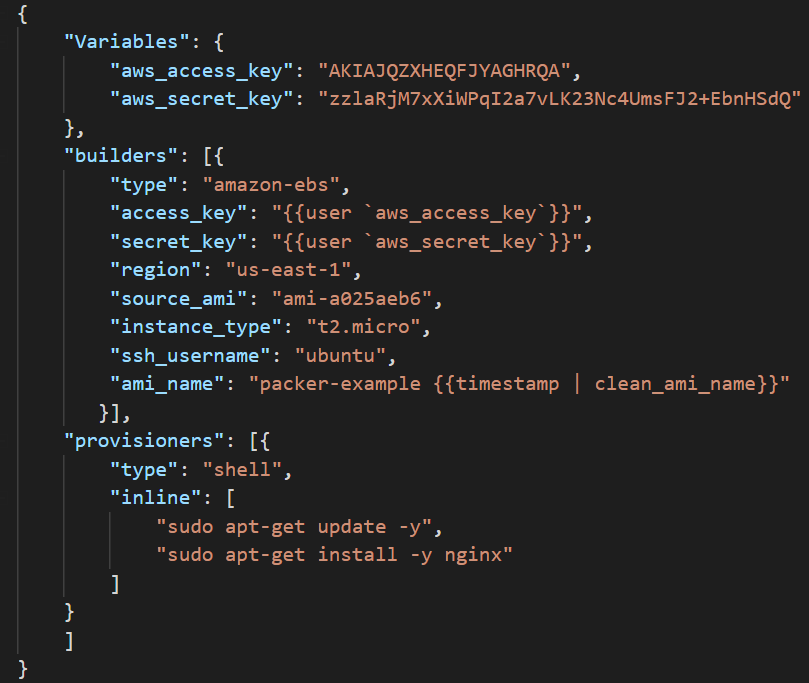 {
    "Variables": {
        "aws_access_key": "AKIAJQZXHEQFJYAGHRQA",
        "aws_secret_key": "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"
    },
    "builders": [{
        "type": "amazon-ebs",
        "access_key": "{{user `aws_access_key`}}",
        "secret_key": "{{user `aws_secret_key`}}",
        "region": "us-east-1",
        "source_ami": "ami-a025aeb6",
        "instance_type": "t2.micro",
        "ssh_username": "ubuntu",
        "ami_name": "packer-example {{timestamp | clean_ami_name}}"
       }],
    "provisioners": [{
        "type": "shell",
        "inline": [
            "sudo apt-get update -y",
            "sudo apt-get install -y nginx"
        ]
    }
    ]
}